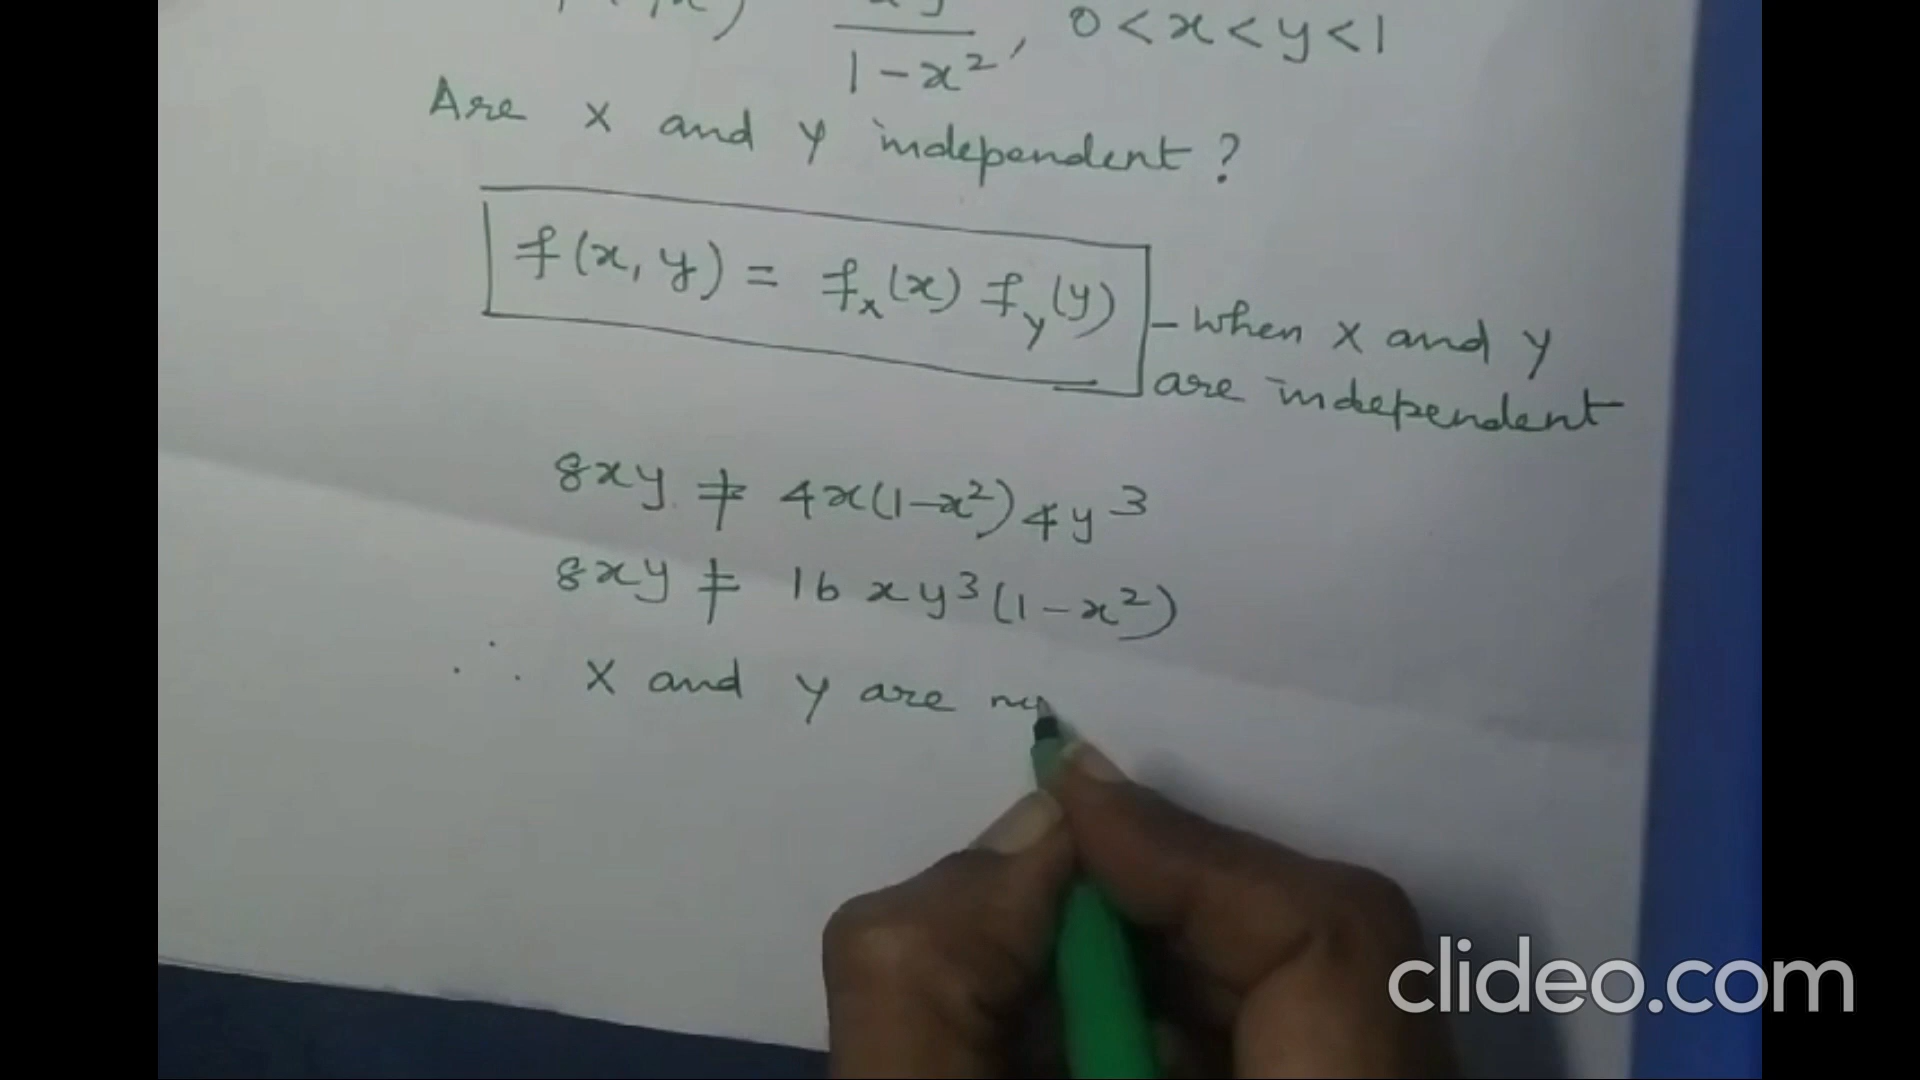 1-x², 0<x<y<1
Are X and Y independent?
f(x, y) = fₓ(x) f_Y(y) - when X and Y
are independent
8xy ≠ 4x(1-x²) 4y³
8xy ≠ 16 xy³(1-x²)
∴ X and Y are
clideo.com